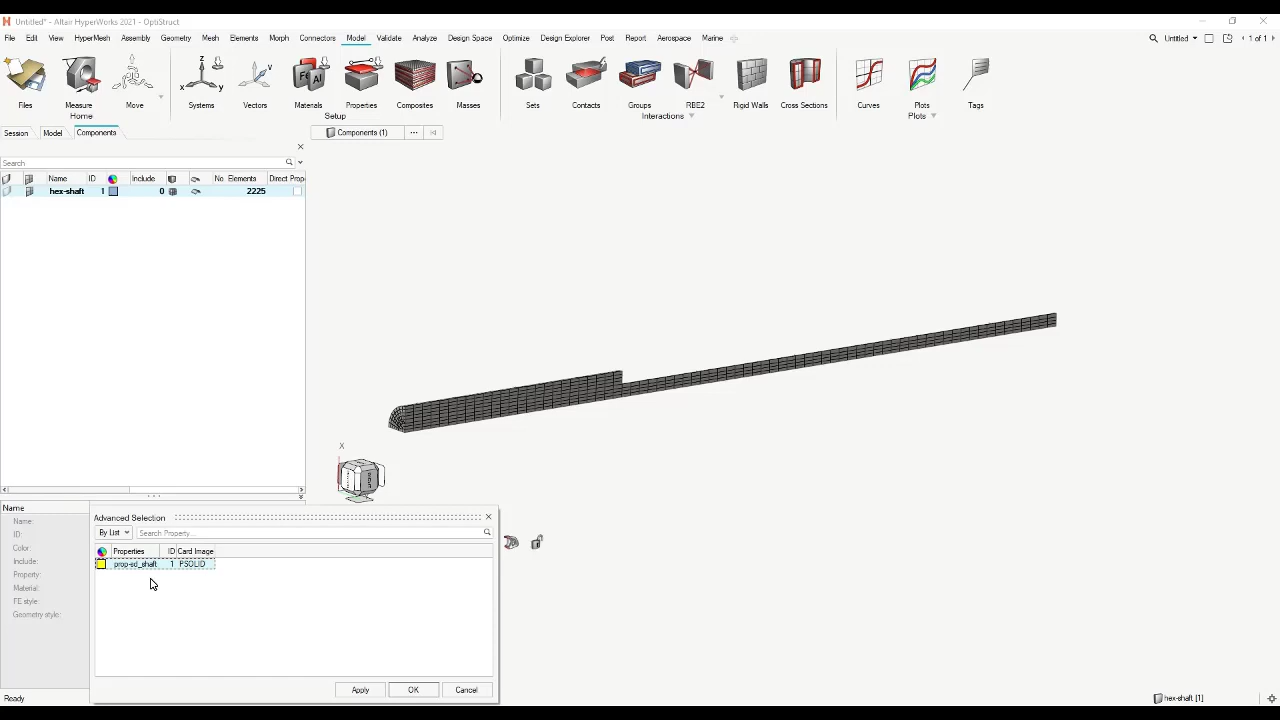 Untitled* - Altair HyperWorks 2021 - OptiStruct
File Edit View HyperMesh Assembly Geometry Mesh Elements Morph Connectors Model Validate Analyze Design Space Optimize Design Explorer Post Report Aerospace Marine Untitled 1 of 1
Files Measure Move Systems Vectors Materials Properties Composites Masses Sets Contacts Groups RBE2 Rigid Walls Cross Sections Curves Plots Tags
Home Setup Interactions Plots
Session Model Components Components (1) ...
Search
Name ID Include No. Elements Direct Prop
hex-shaft 1 0 2225
X
Name
Name:
ID:
Color:
Include:
Property:
Material:
FE style:
Geometry style:
Advanced Selection
By List Search Property...
Properties ID Card Image
prop-ed_shaft 1 PSOLID
Apply OK Cancel
Ready hex-shaft [1]